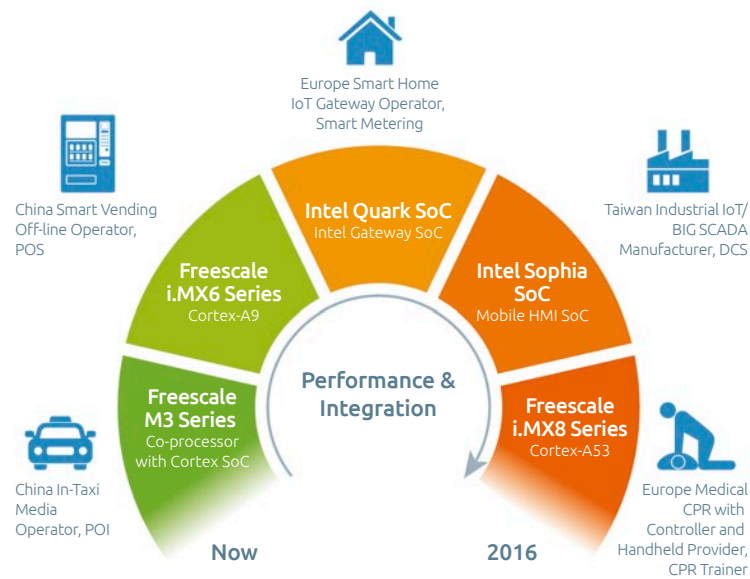 Europe Smart Home
IoT Gateway Operator,
Smart Metering
China Smart Vending
Off-line Operator,
POS
Taiwan Industrial IoT/
BIG SCADA
Manufacturer, DCS
Intel Quark SoC
Intel Gateway SoC
Freescale
i.MX6 Series
Cortex-A9
Intel Sophia
SoC
Mobile HMI SoC
Performance &
Integration
Freescale
M3 Series
Co-processor
with Cortex SoC
Freescale
i.MX8 Series
Cortex-A53
China In-Taxi
Media
Operator, POI
Europe Medical
CPR with
Controller and
Handheld Provider,
CPR Trainer
Now
2016